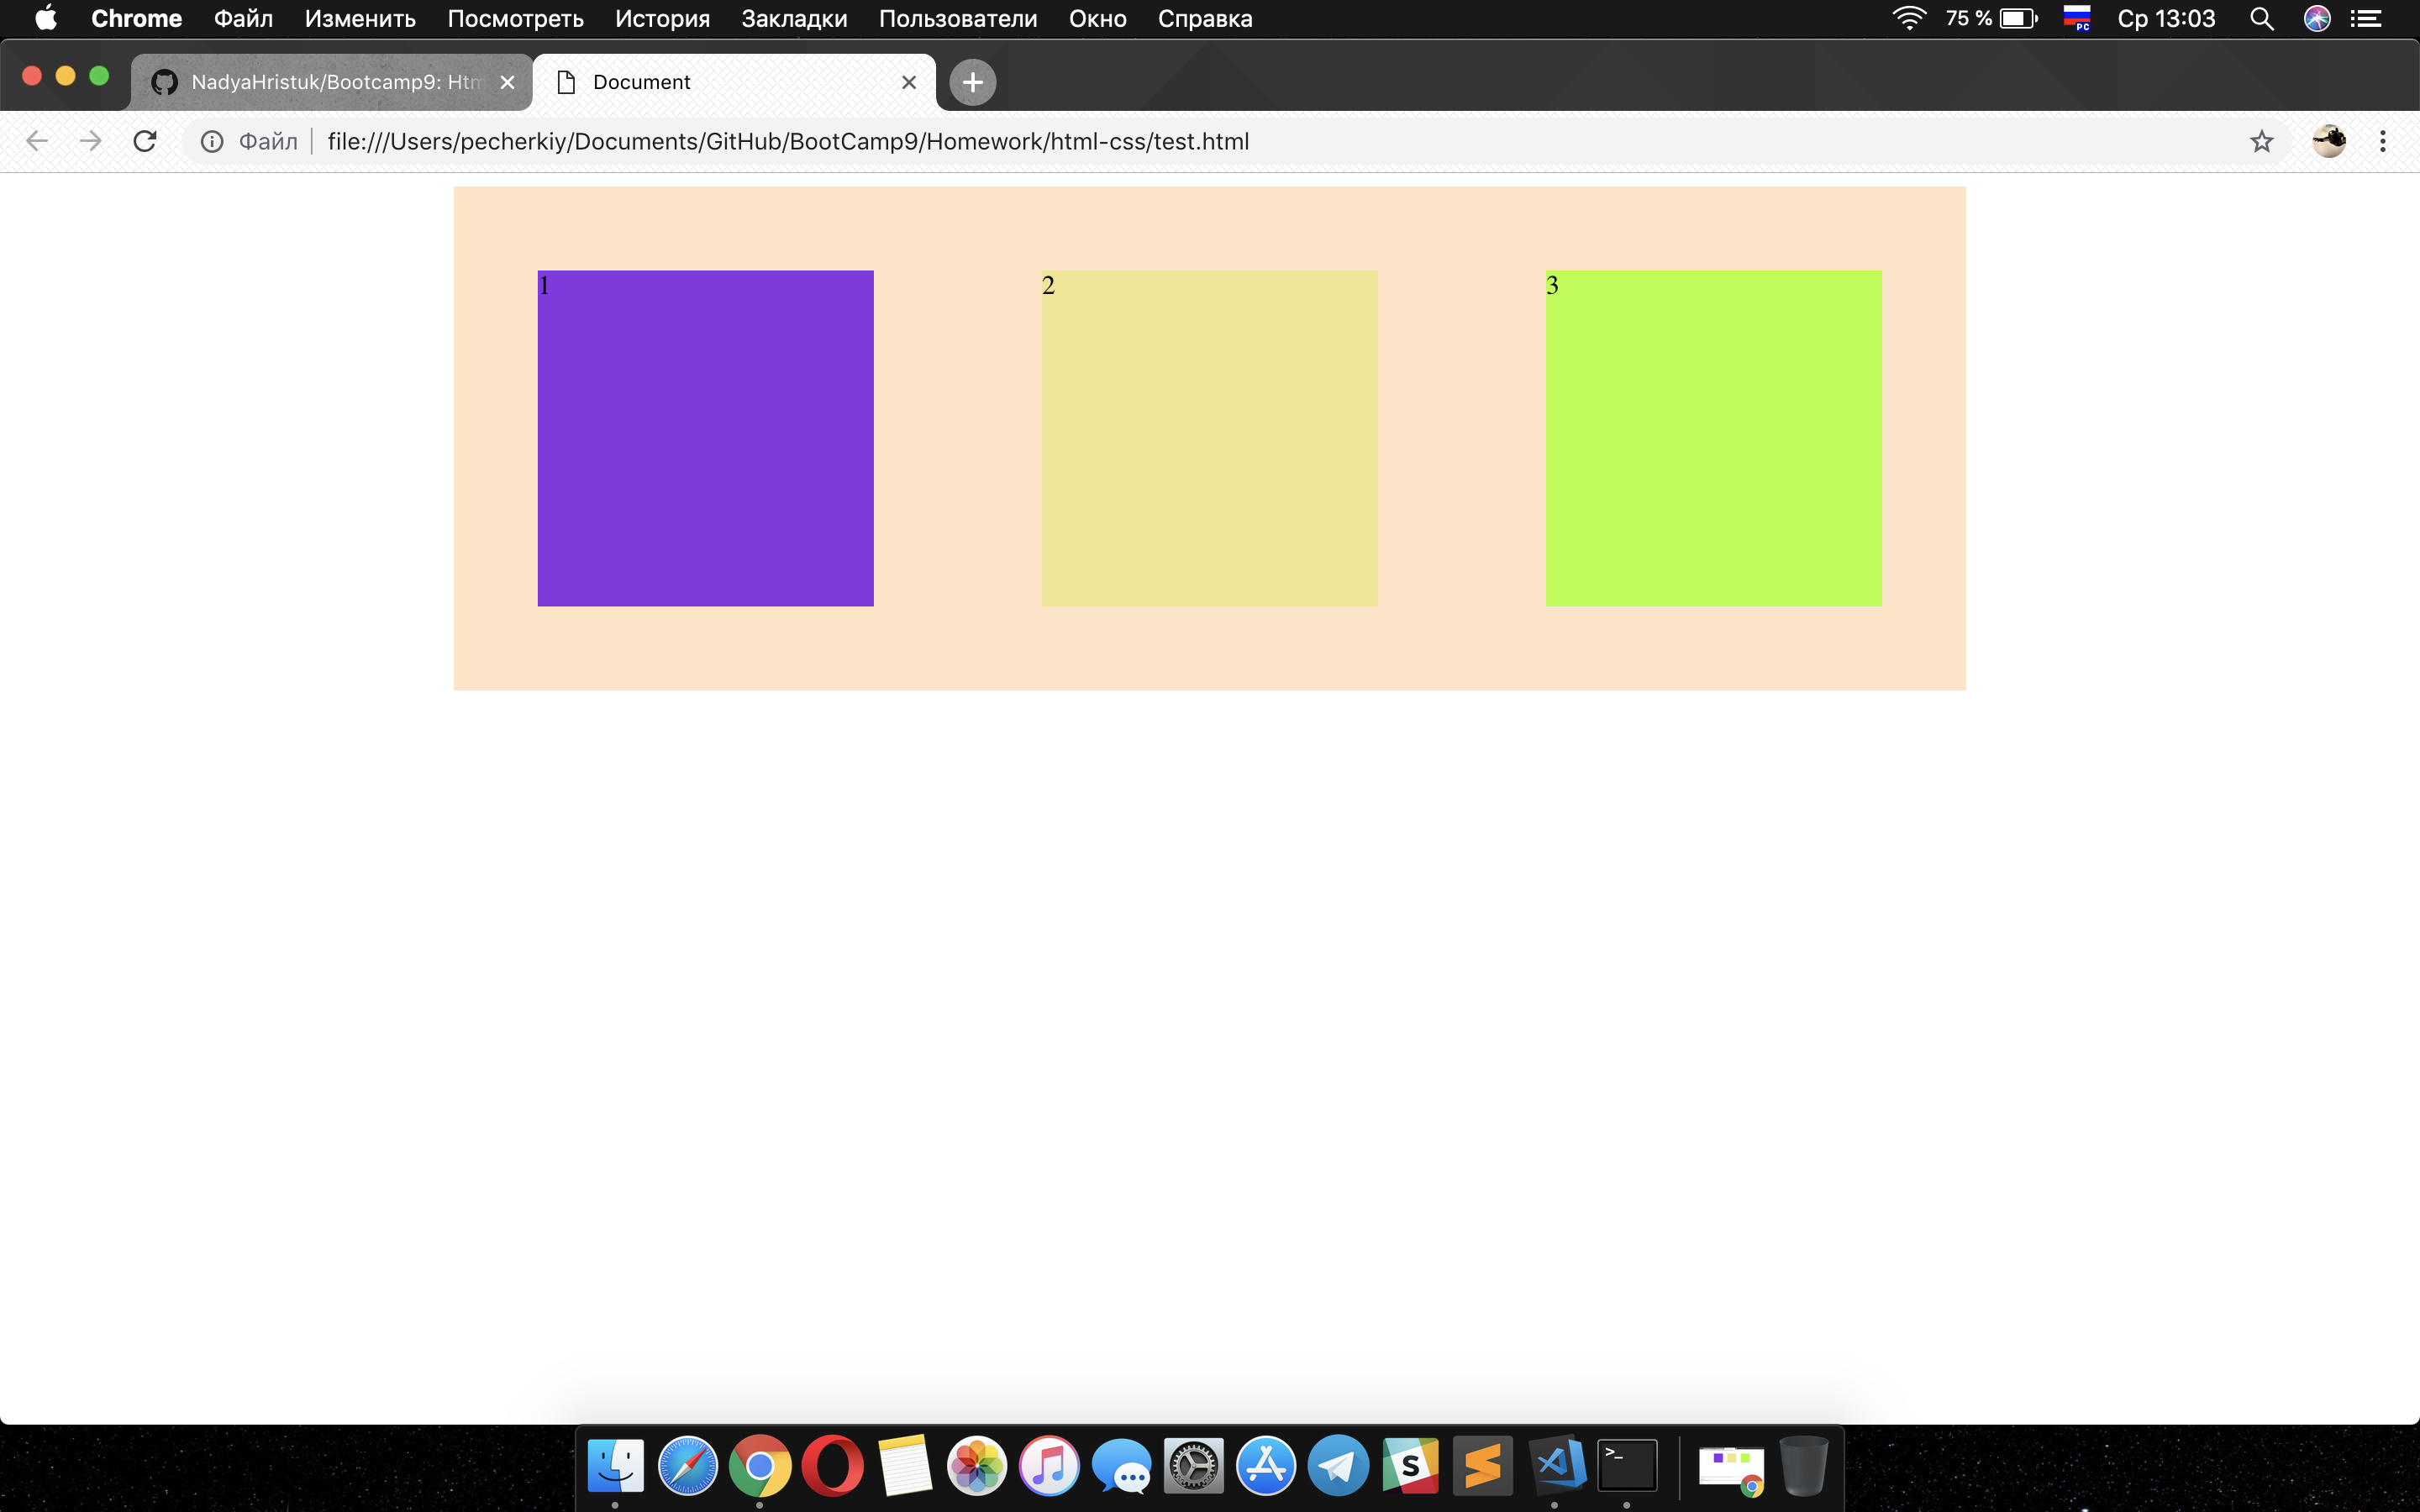 Chrome Файл Изменить Посмотреть История Закладки Пользователи Окно Справка 75 % РС Ср 13:03
NadyaHristuk/Bootcamp9: Htm Document
Файл file:///Users/pecherkiy/Documents/GitHub/BootCamp9/Homework/html-css/test.html
1 2 3